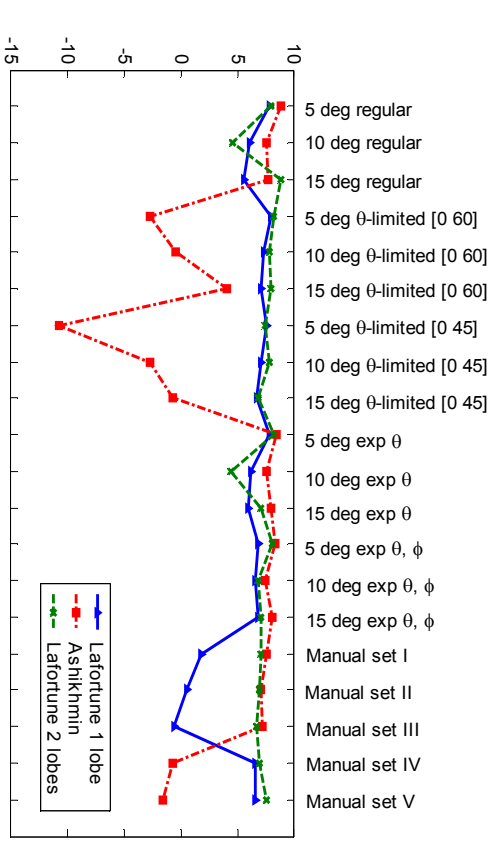 -15
-10
-5
0
5
10
5 deg regular
10 deg regular
15 deg regular
5 deg θ-limited [0 60]
10 deg θ-limited [0 60]
15 deg θ-limited [0 60]
5 deg θ-limited [0 45]
10 deg θ-limited [0 45]
15 deg θ-limited [0 45]
5 deg exp θ
10 deg exp θ
15 deg exp θ
5 deg exp θ, ϕ
10 deg exp θ, ϕ
15 deg exp θ, ϕ
Manual set I
Manual set II
Manual set III
Manual set IV
Manual set V
Lafortune 1 lobe
Ashikhmin
Lafortune 2 lobes